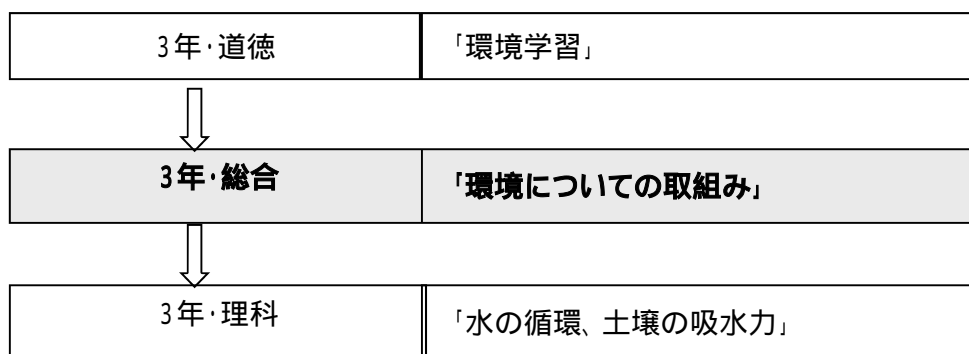 3年・道徳 「環境学習」
3年・総合 「環境についての取組み」
3年・理科 「水の循環、土壌の吸水力」